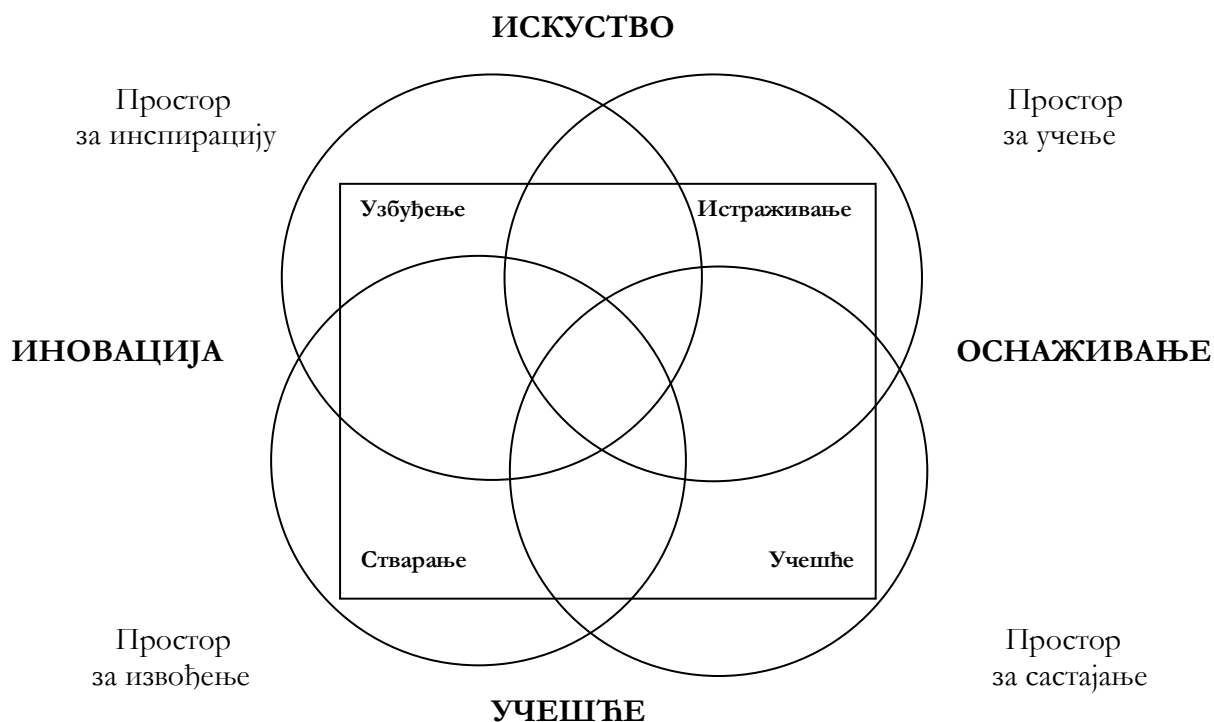 ИСКУСТВО
Простор
за инспирацију
Простор
за учење
Узбуђење
Истраживање
ИНОВАЦИЈА
ОСНАЖИВАЊЕ
Стварање
Учешће
Простор
за извођење
Простор
за састајање
УЧЕШЋЕ